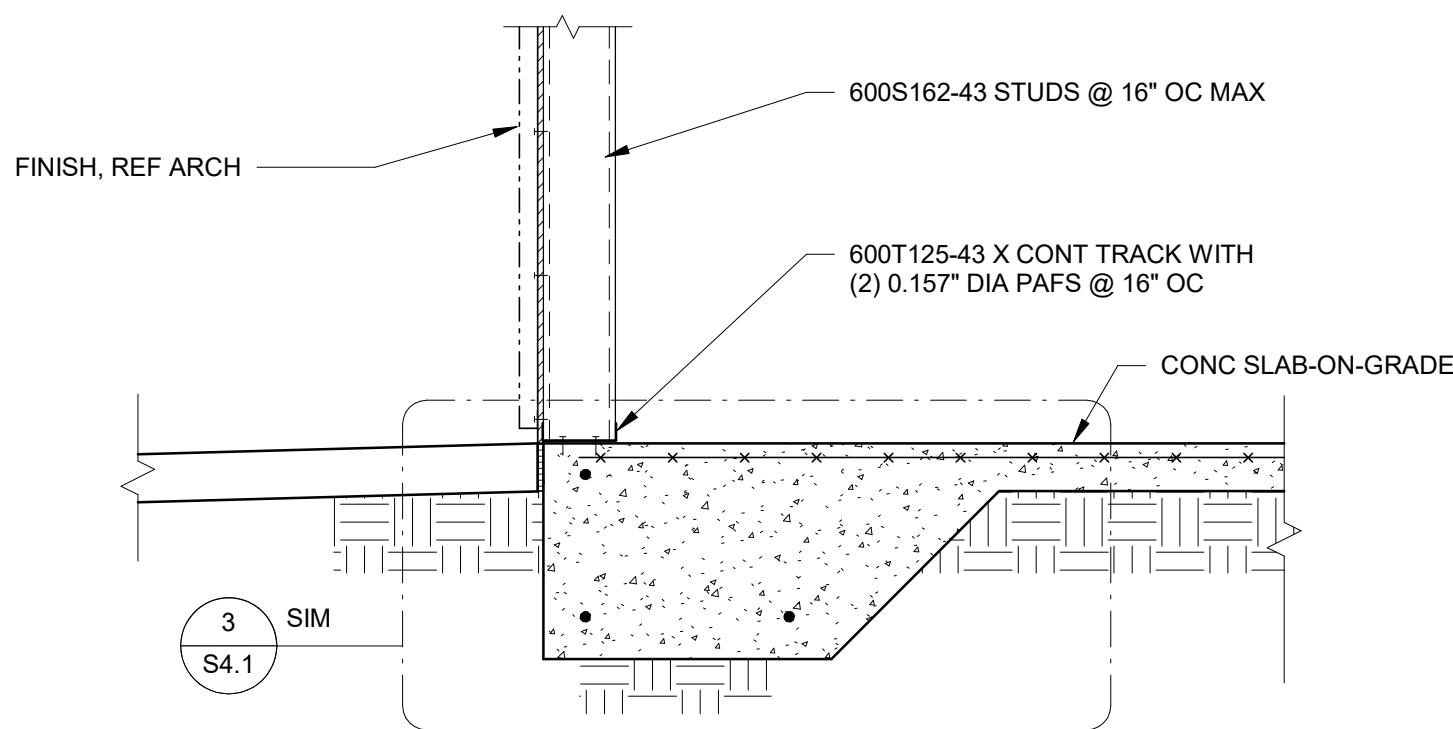 600S162-43 STUDS @ 16" OC MAX
FINISH, REF ARCH
600T125-43 X CONT TRACK WITH
(2) 0.157" DIA PAFS @ 16" OC
CONC SLAB-ON-GRADE
3
SIM
S4.1